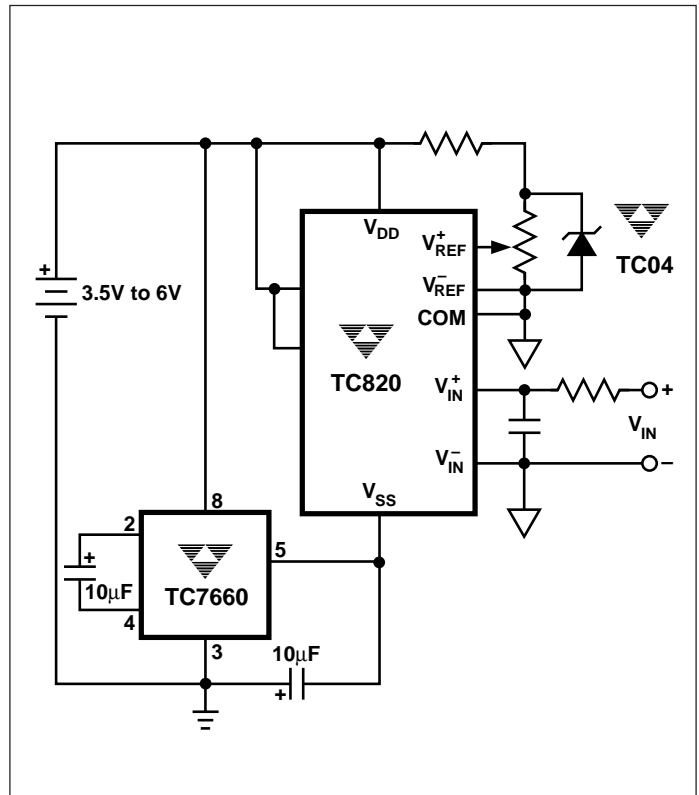 V_DD
V+_REF
V−_REF
COM
TC04
3.5V to 6V
TC820
V+_IN
+
V_IN
V−_IN
–
V_SS
8
2
5
+
10µF
TC7660
4
3
10µF
+
+